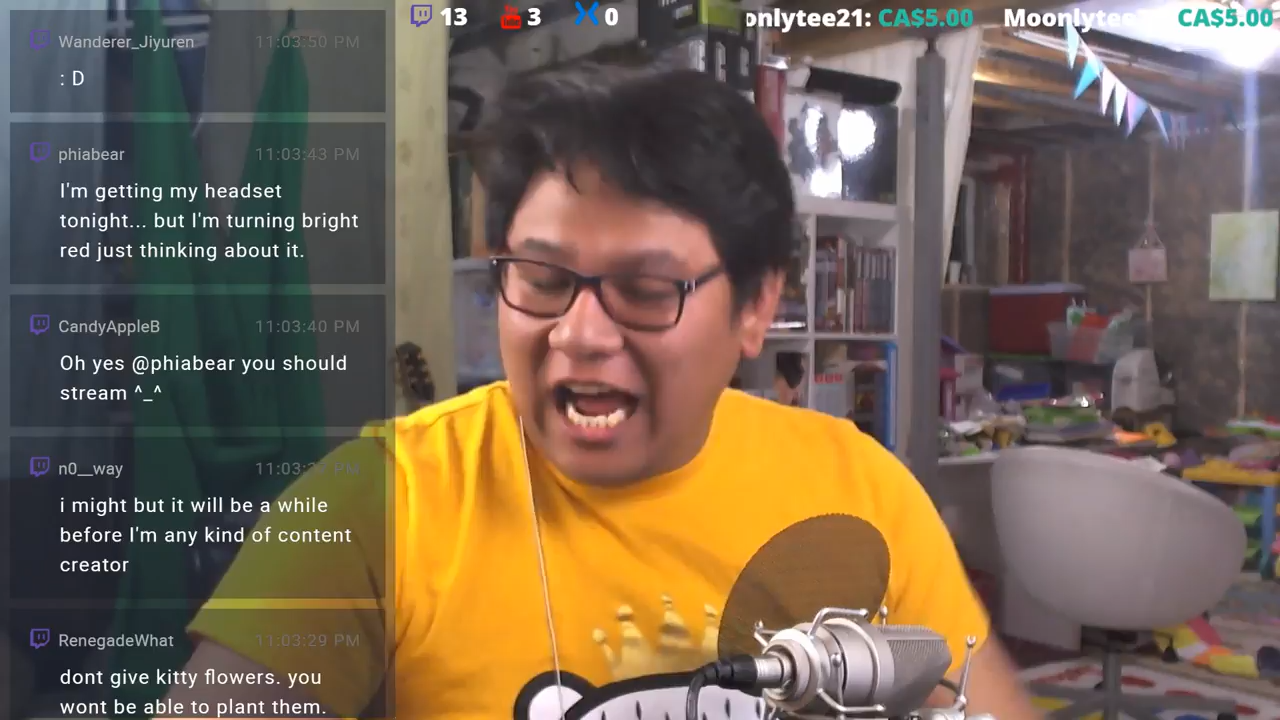 13
3
0
onlytee21: CA$5.00
Moonlytee
CA$5.00
Wanderer_Jiyuren 11:03:50 PM
: D
phiabear 11:03:43 PM
I'm getting my headset
tonight... but I'm turning bright
red just thinking about it.
CandyAppleB 11:03:40 PM
Oh yes @phiabear you should
stream ^_^
n0__way
i might but it will be a while
before I'm any kind of content
creator
RenegadeWhat 11:03:29 PM
dont give kitty flowers. you
wont be able to plant them.